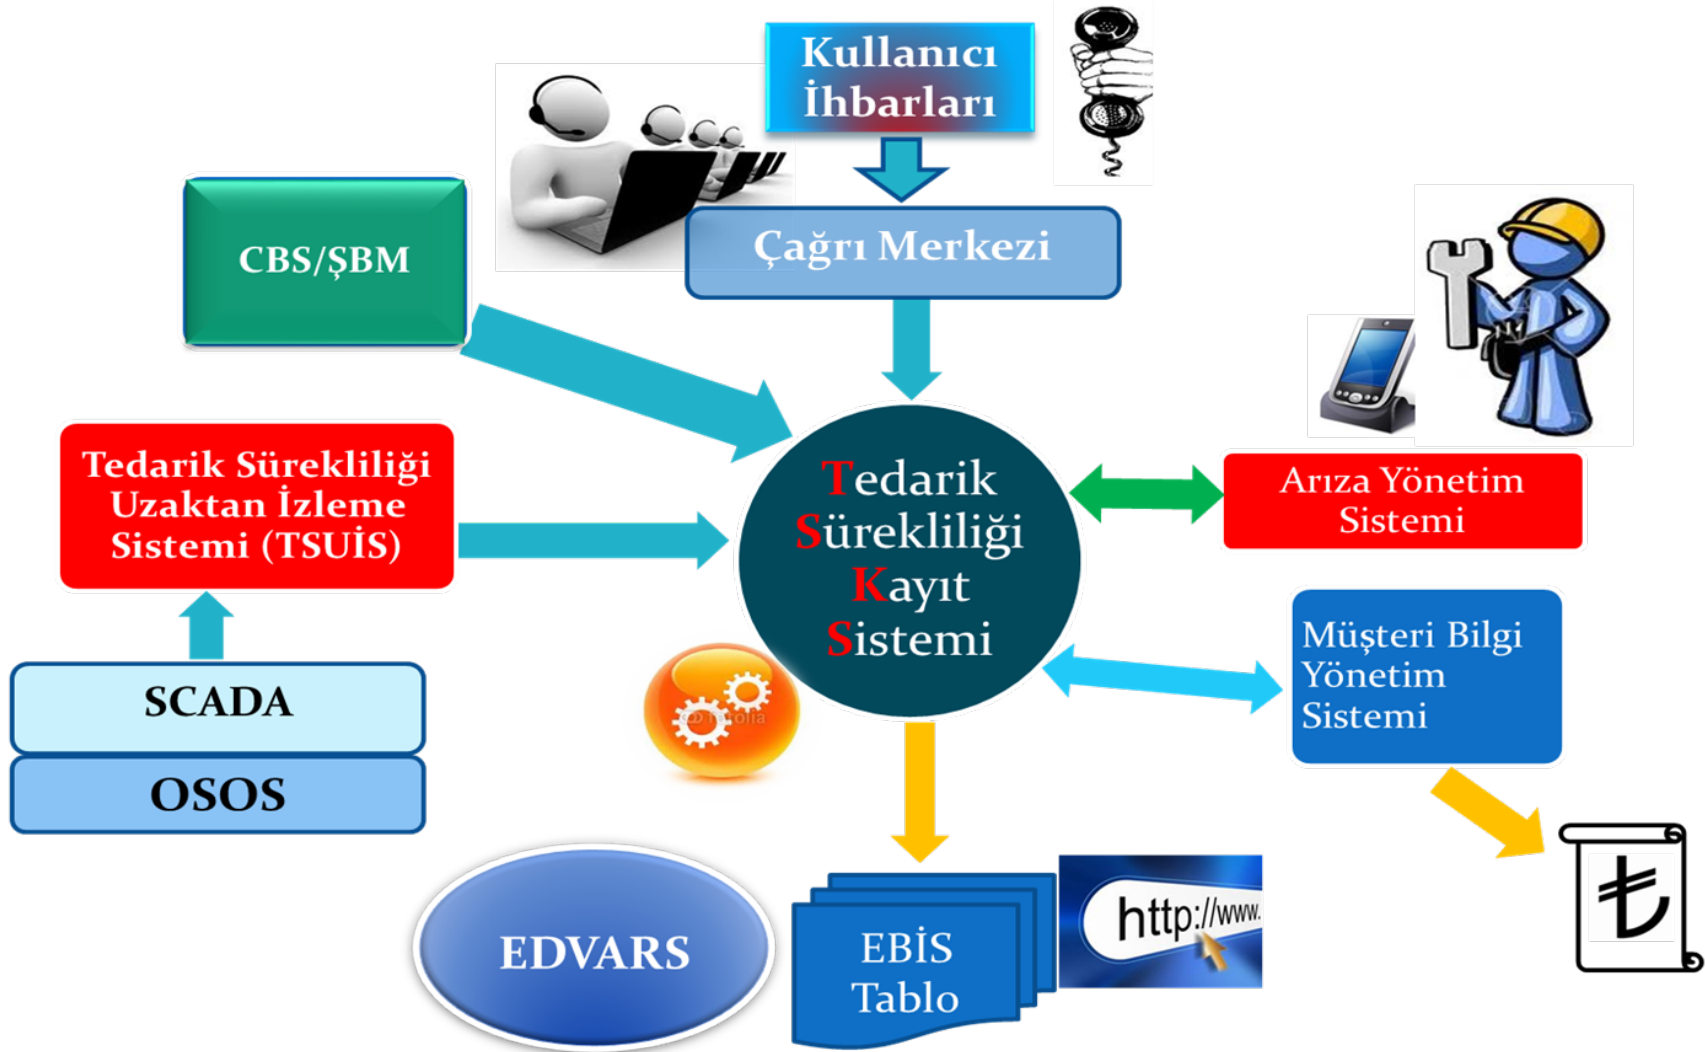 Kullanıcı
İhbarları
Çağrı Merkezi
CBS/ŞBM
Tedarik Sürekliliği
Uzaktan İzleme
Sistemi (TSUİS)
SCADA
OSOS
Tedarik
Sürekliliği
Kayıt
Sistemi
Arıza Yönetim
Sistemi
Müşteri Bilgi
Yönetim
Sistemi
EDVARS
EBİS
Tablo
http://www.
₺